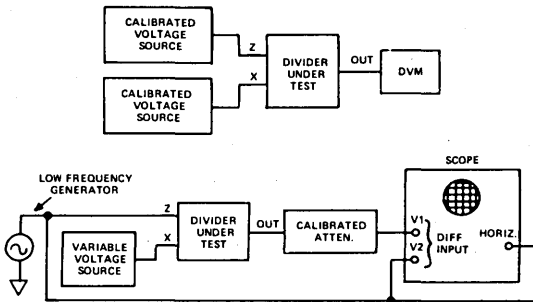 CALIBRATED
VOLTAGE
SOURCE
Z
X
CALIBRATED
VOLTAGE
SOURCE
DIVIDER
UNDER
TEST
OUT
DVM
LOW FREQUENCY
GENERATOR
Z
X
VARIABLE
VOLTAGE
SOURCE
DIVIDER
UNDER
TEST
OUT
CALIBRATED
ATTEN.
SCOPE
V1
V2
DIFF
INPUT
HORIZ.